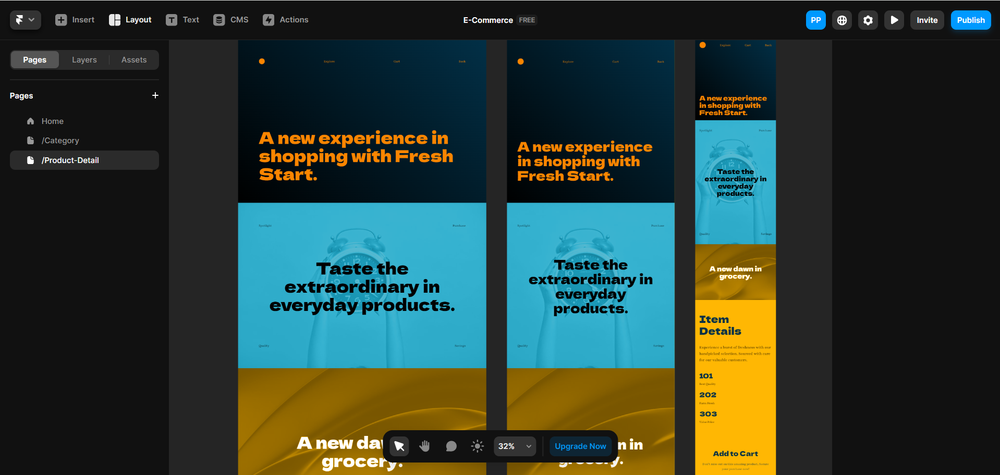 Insert
Layout
Text
CMS
Actions
E-Commerce FREE
PP
Invite
Publish
Pages
Layers
Assets
Pages
Home
/Category
/Product-Detail
Explore
Cart
Back
A new experience in
shopping with Fresh
Start.
Spotlight
Purchase
Taste the
extraordinary in
everyday products.
Quality
Savings
A new daw
grocery.
Explore
Cart
Back
A new experience
in shopping with
Fresh Start.
Spotlight
Purchase
Taste the
extraordinary in
everyday
products.
Quality
Savings
n in
grocery.
Explore
Cart
Back
A new experience
in shopping with
Fresh Start.
Spotlight
Purchase
Taste the
extraordinary in
everyday
products.
Quality
Savings
A new dawn in
grocery.
Item
Details
Experience a burst of freshness with our
handpicked selection. Sourced with care
for our valuable customers.
101
Best Quality
202
Farm Fresh
303
Value Price
Add to Cart
Don't miss out on this amazing product. Secure
your purchase now!
32%
Upgrade Now